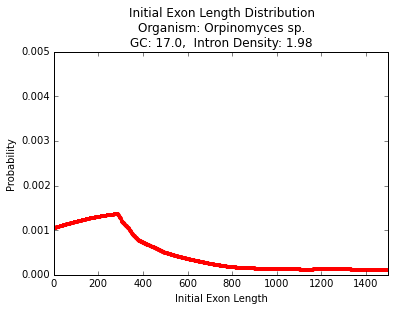 Initial Exon Length Distribution
Organism: Orpinomyces sp.
GC: 17.0,  Intron Density: 1.98
0.005
0.004
0.003
0.002
0.001
0.000
Probability
0 200 400 600 800 1000 1200 1400
Initial Exon Length